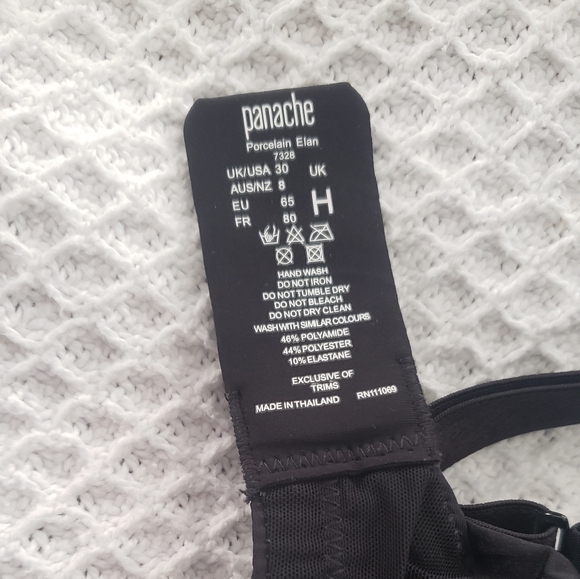 panache
Porcelain Elan
7328
UK/USA 30 UK
AUS/NZ 8
EU 65 H
FR 80
HAND WASH
DO NOT IRON
DO NOT TUMBLE DRY
DO NOT BLEACH
DO NOT DRY CLEAN
WASH WITH SIMILAR COLOURS
46% POLYAMIDE
44% POLYESTER
10% ELASTANE
EXCLUSIVE OF
TRIMS
MADE IN THAILAND RN111069